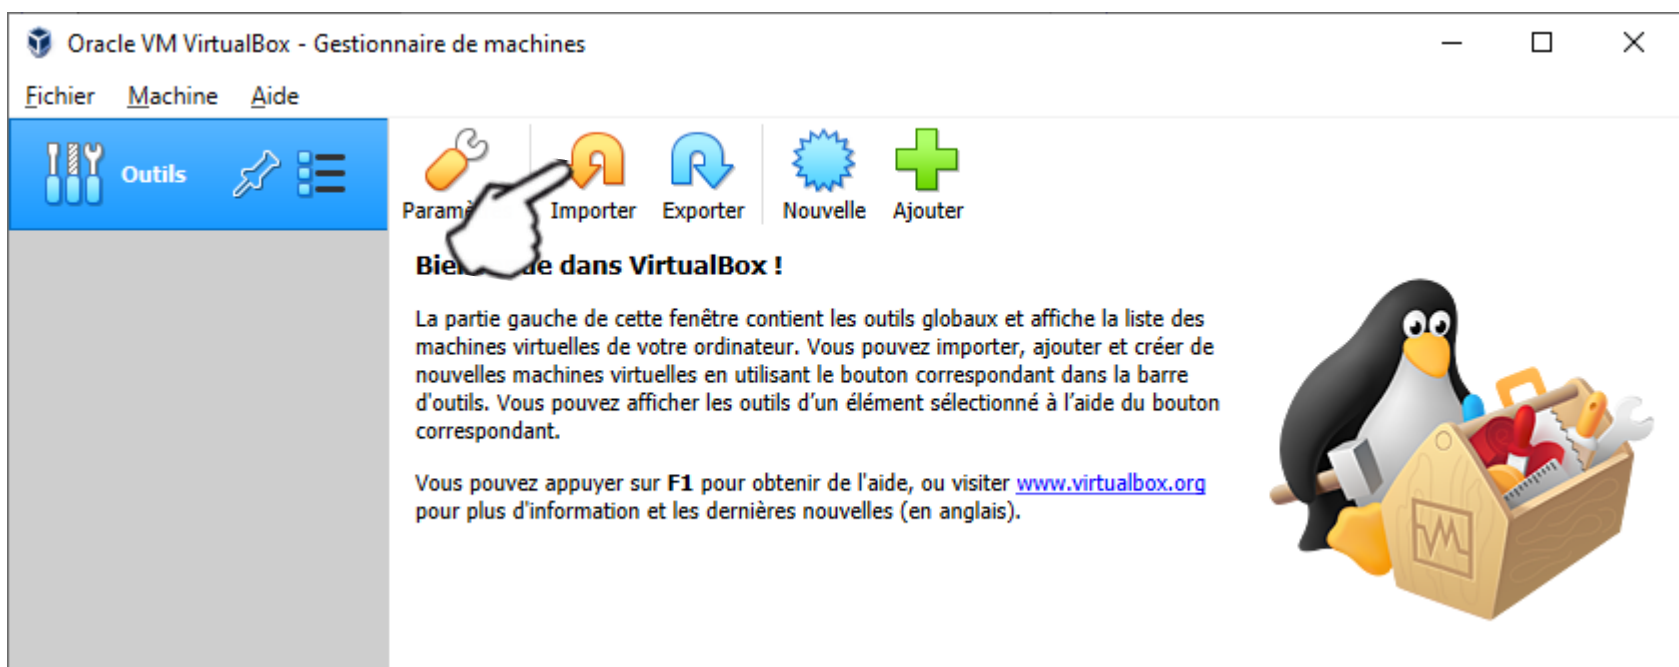 Oracle VM VirtualBox - Gestionnaire de machines
Fichier Machine Aide
Outils
Importer Exporter Nouvelle Ajouter
dans VirtualBox !
La partie gauche de cette fenêtre contient les outils globaux et affiche la liste des
machines virtuelles de votre ordinateur. Vous pouvez importer, ajouter et créer de
nouvelles machines virtuelles en utilisant le bouton correspondant dans la barre
d'outils. Vous pouvez afficher les outils d’un élément sélectionné à l’aide du bouton
correspondant.
Vous pouvez appuyer sur F1 pour obtenir de l'aide, ou visiter www.virtualbox.org
pour plus d'information et les dernières nouvelles (en anglais).